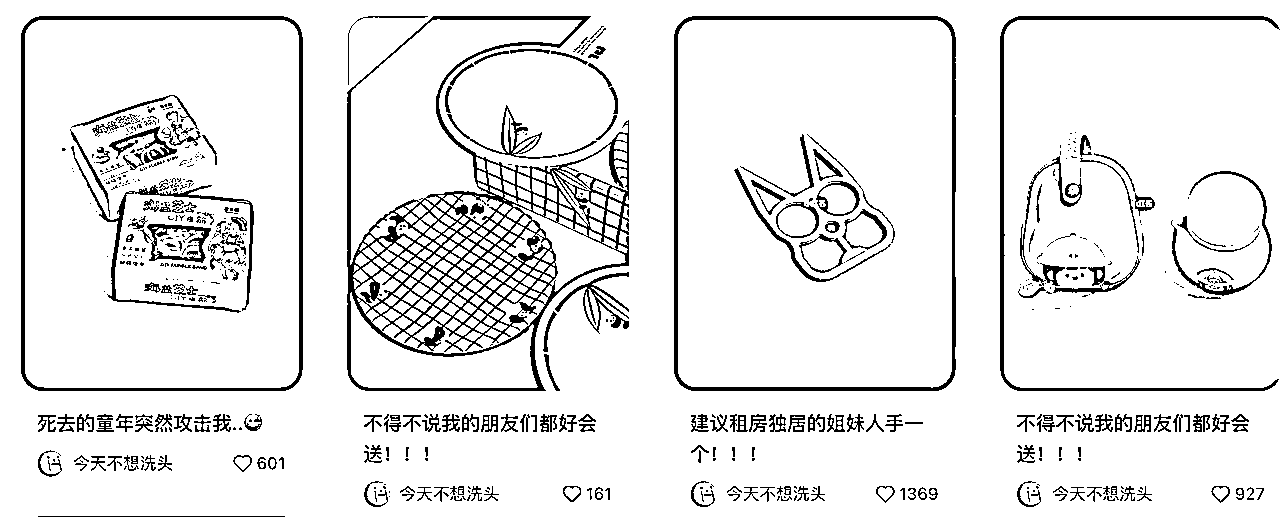 死去的童年突然攻击我..😅
今天不想洗头
601
不得不说我的朋友们都好会
送！！！
今天不想洗头
161
建议租房独居的姐妹人手一
个！！！
今天不想洗头
1369
不得不说我的朋友们都好会
送！！！
今天不想洗头
927